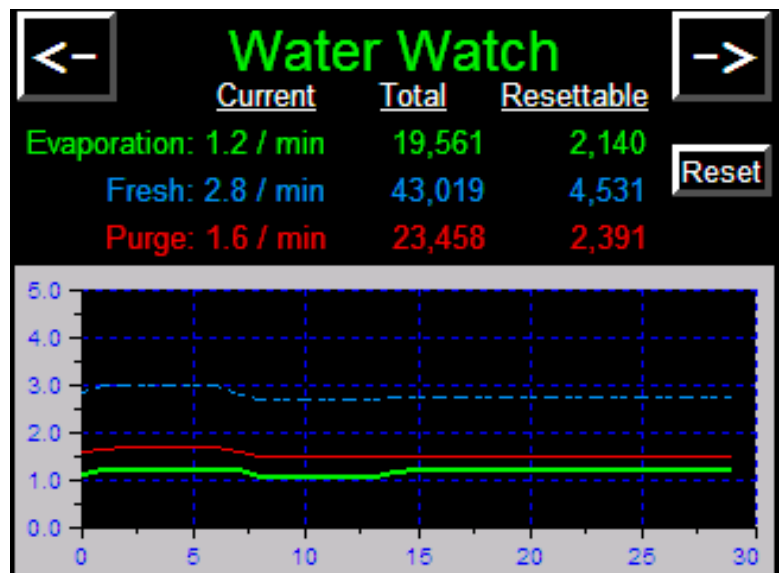 <- Water Watch ->
Current Total Resettable
Evaporation: 1.2 / min 19,561 2,140
Reset
Fresh: 2.8 / min 43,019 4,531
Purge: 1.6 / min 23,458 2,391
5.0
4.0
3.0
2.0
1.0
0.0
0 5 10 15 20 25 30